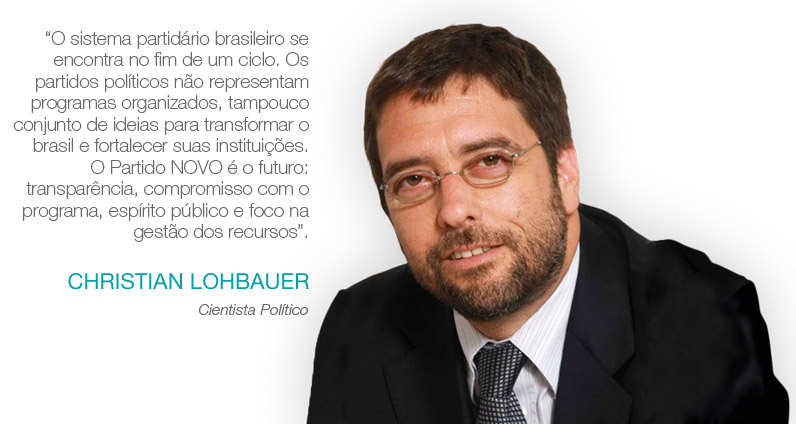 “O sistema partidário brasileiro se
encontra no fim de um ciclo. Os
partidos políticos não representam
programas organizados, tampouco
conjunto de ideias para transformar o
brasil e fortalecer suas instituições.
O Partido NOVO é o futuro:
transparência, compromisso com o
programa, espírito público e foco na
gestão dos recursos”.
CHRISTIAN LOHBAUER
Cientista Político